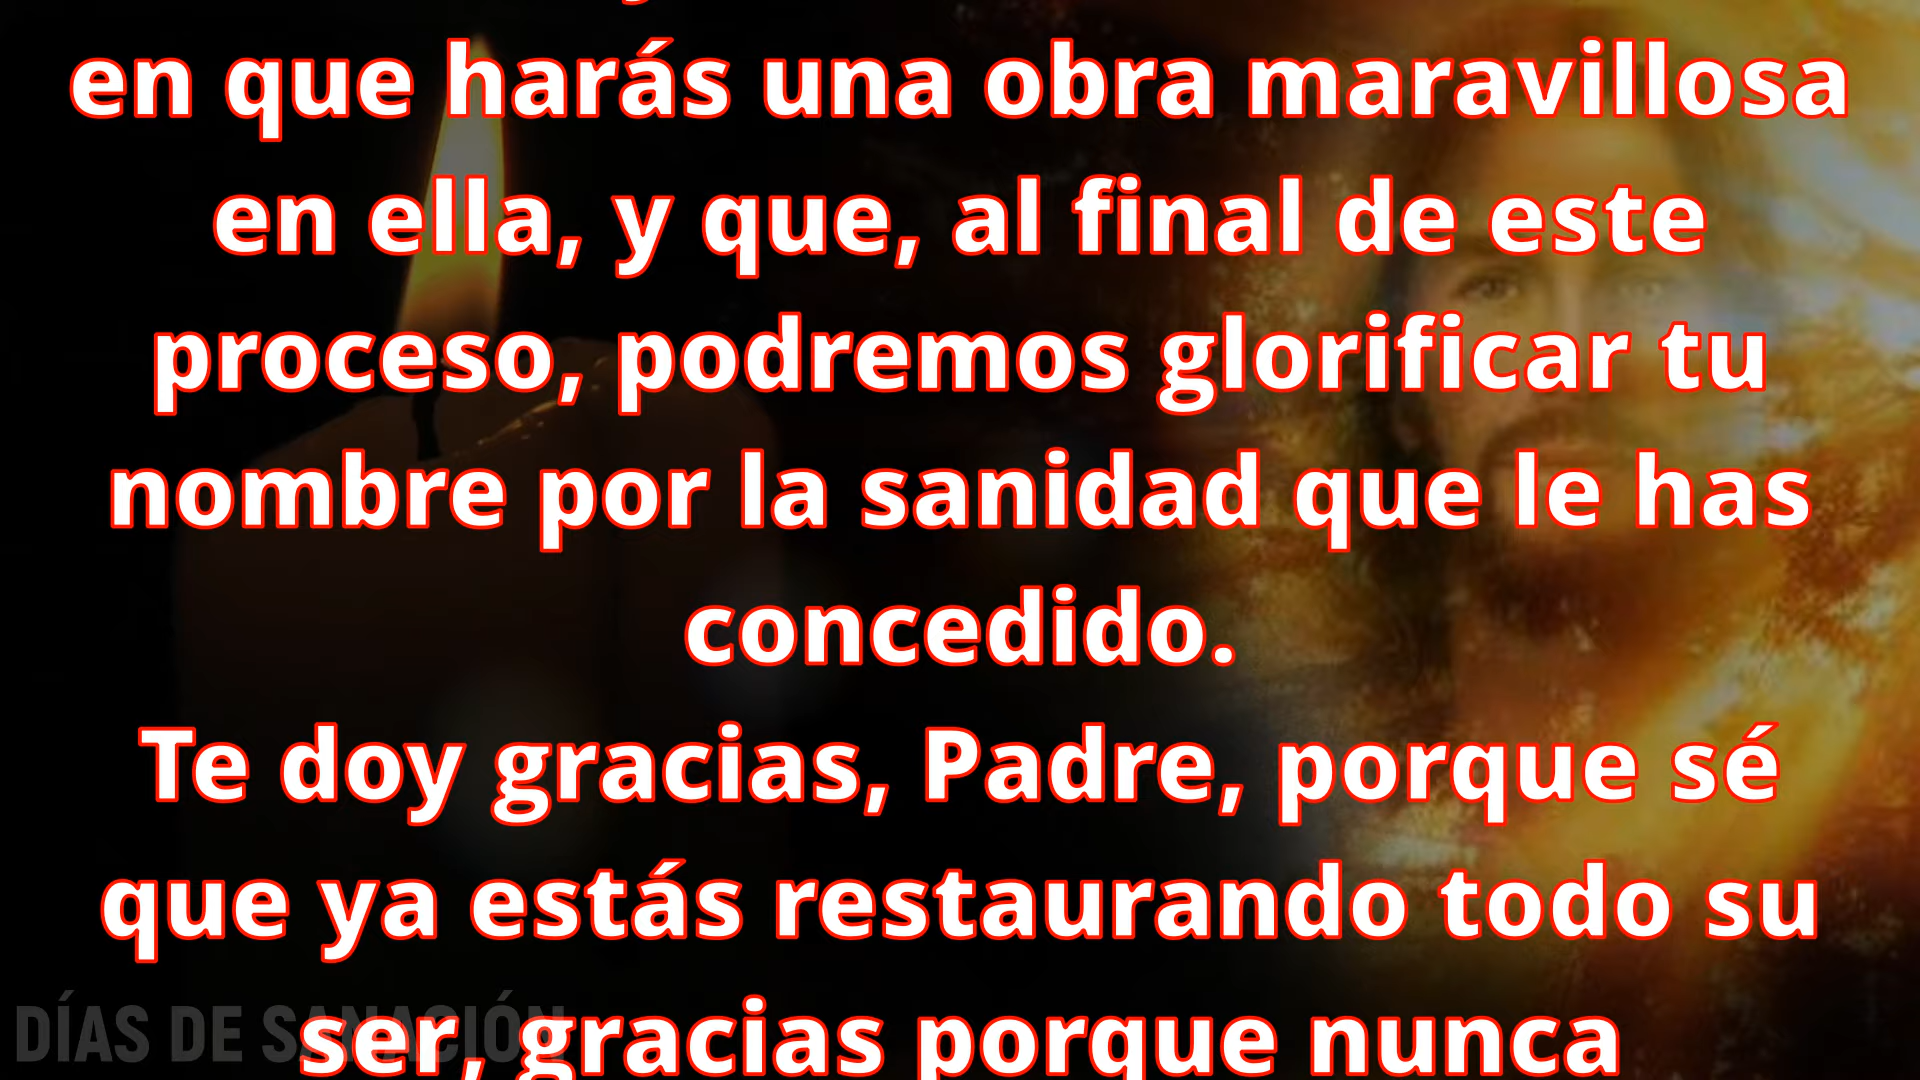 en que harás una obra maravillosa
en ella, y que, al final de este
proceso, podremos glorificar tu
nombre por la sanidad que le has
concedido.
Te doy gracias, Padre, porque sé
que ya estás restaurando todo su
ser, gracias porque nunca
DÍAS DE SANACIÓN